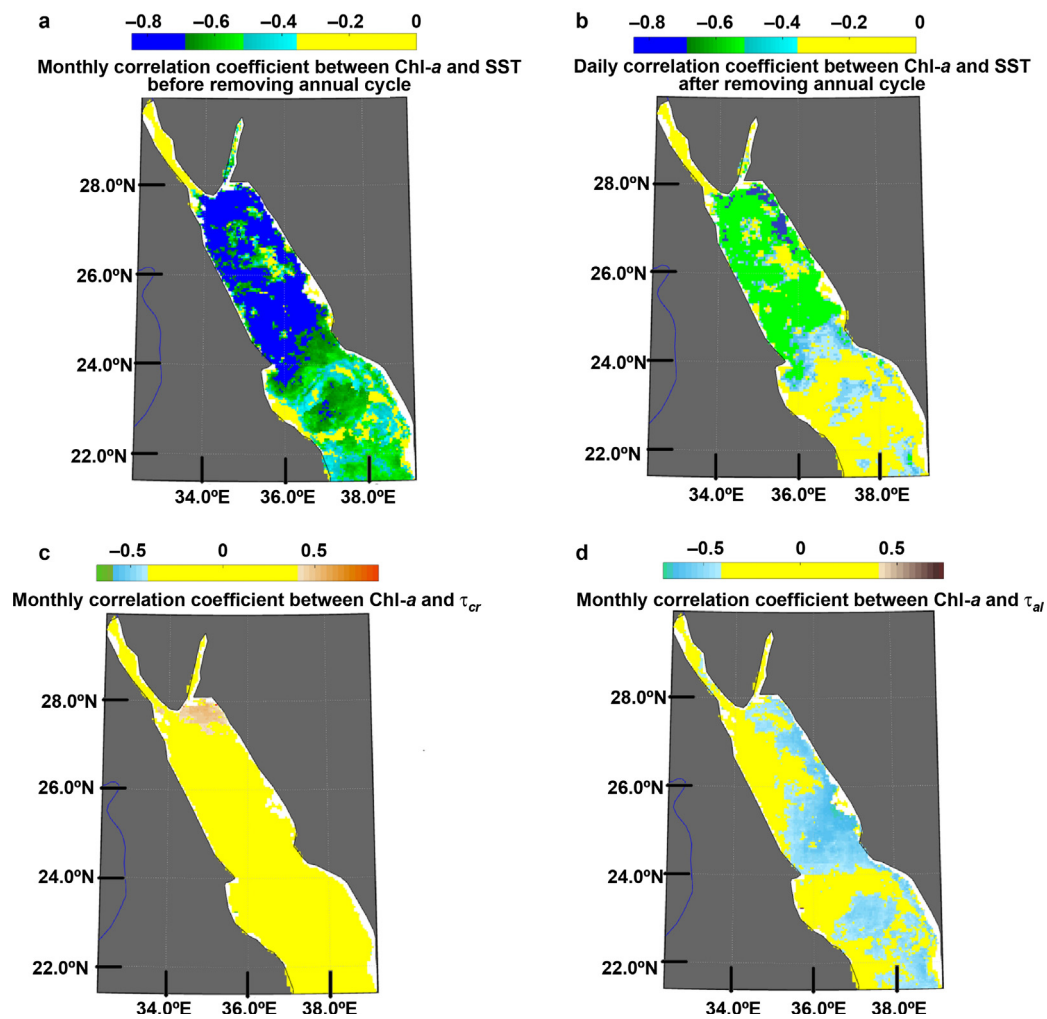 a
−0.8 −0.6 −0.4 −0.2 0
Monthly correlation coefficient between Chl-a and SST
before removing annual cycle
28.0ºN
26.0ºN
24.0ºN
22.0ºN
34.0ºE 36.0ºE 38.0ºE
b
−0.8 −0.6 −0.4 −0.2 0
Daily correlation coefficient between Chl-a and SST
after removing annual cycle
28.0ºN
26.0ºN
24.0ºN
22.0ºN
34.0ºE 36.0ºE 38.0ºE
c
−0.5 0 0.5
Monthly correlation coefficient between Chl-a and τcr
28.0ºN
26.0ºN
24.0ºN
22.0ºN
34.0ºE 36.0ºE 38.0ºE
d
−0.5 0 0.5
Monthly correlation coefficient between Chl-a and τal
28.0ºN
26.0ºN
24.0ºN
22.0ºN
34.0ºE 36.0ºE 38.0ºE